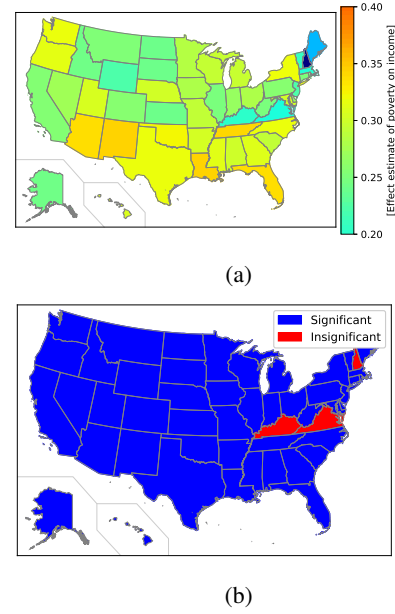 0.40
0.35
0.30
0.25
0.20
[Effect estimate of poverty on income]
(a)
Significant
Insignificant
(b)